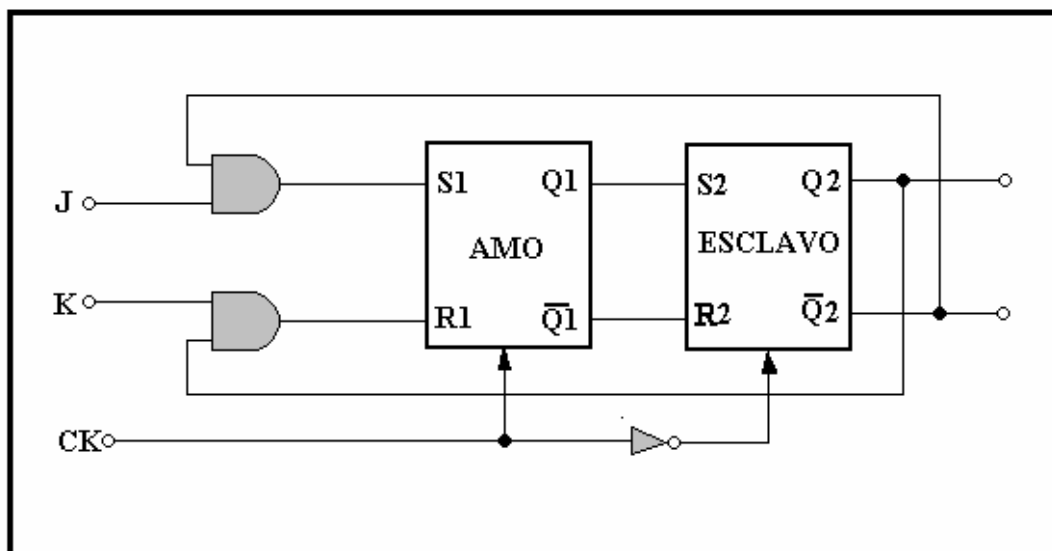 J
K
CK
S1 Q1
AMO
R1 Q̅1
S2 Q2
ESCLAVO
R2 Q̅2